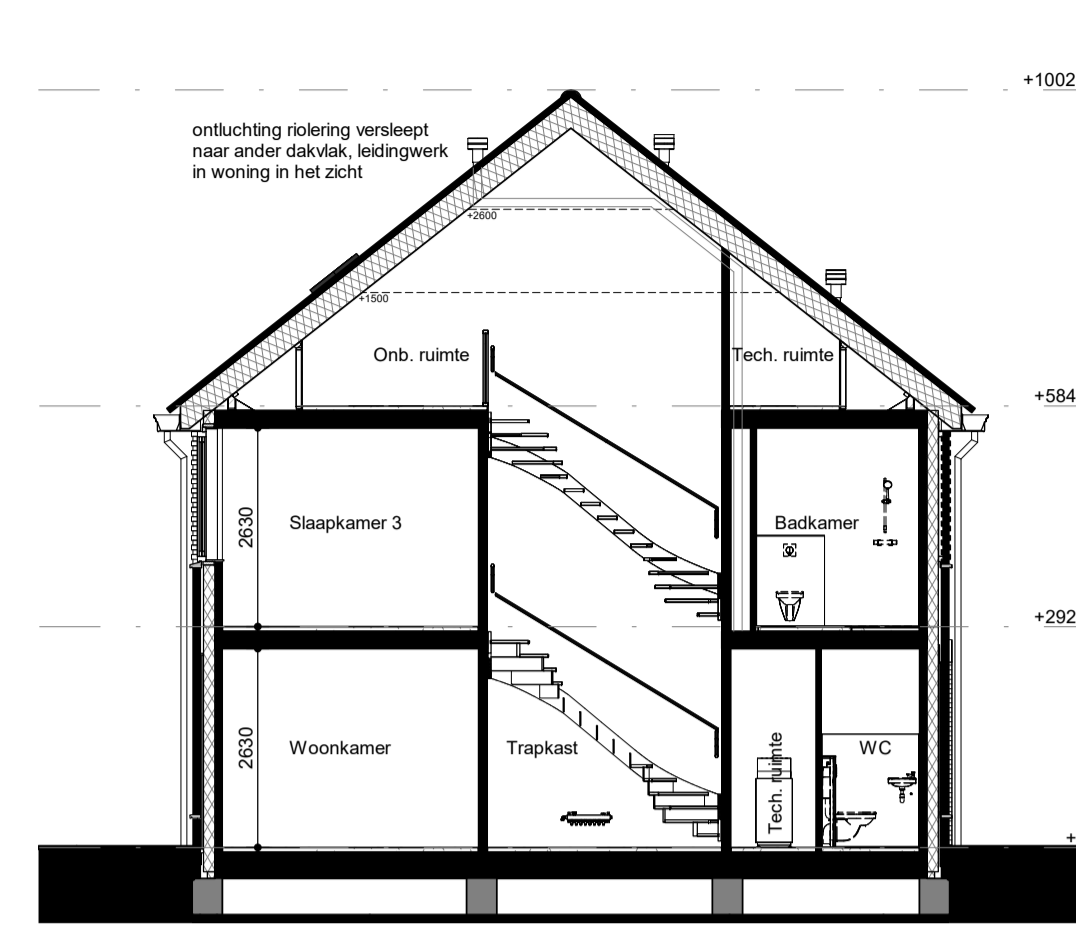 +1002
ontluchting riolering versleept
naar ander dakvlak, leidingwerk
in woning in het zicht
+2600
+1500
Onb. ruimte
Tech. ruimte
+584
2630
Slaapkamer 3
Badkamer
+292
2630
Woonkamer
Trapkast
Tech. ruimte
WC
+